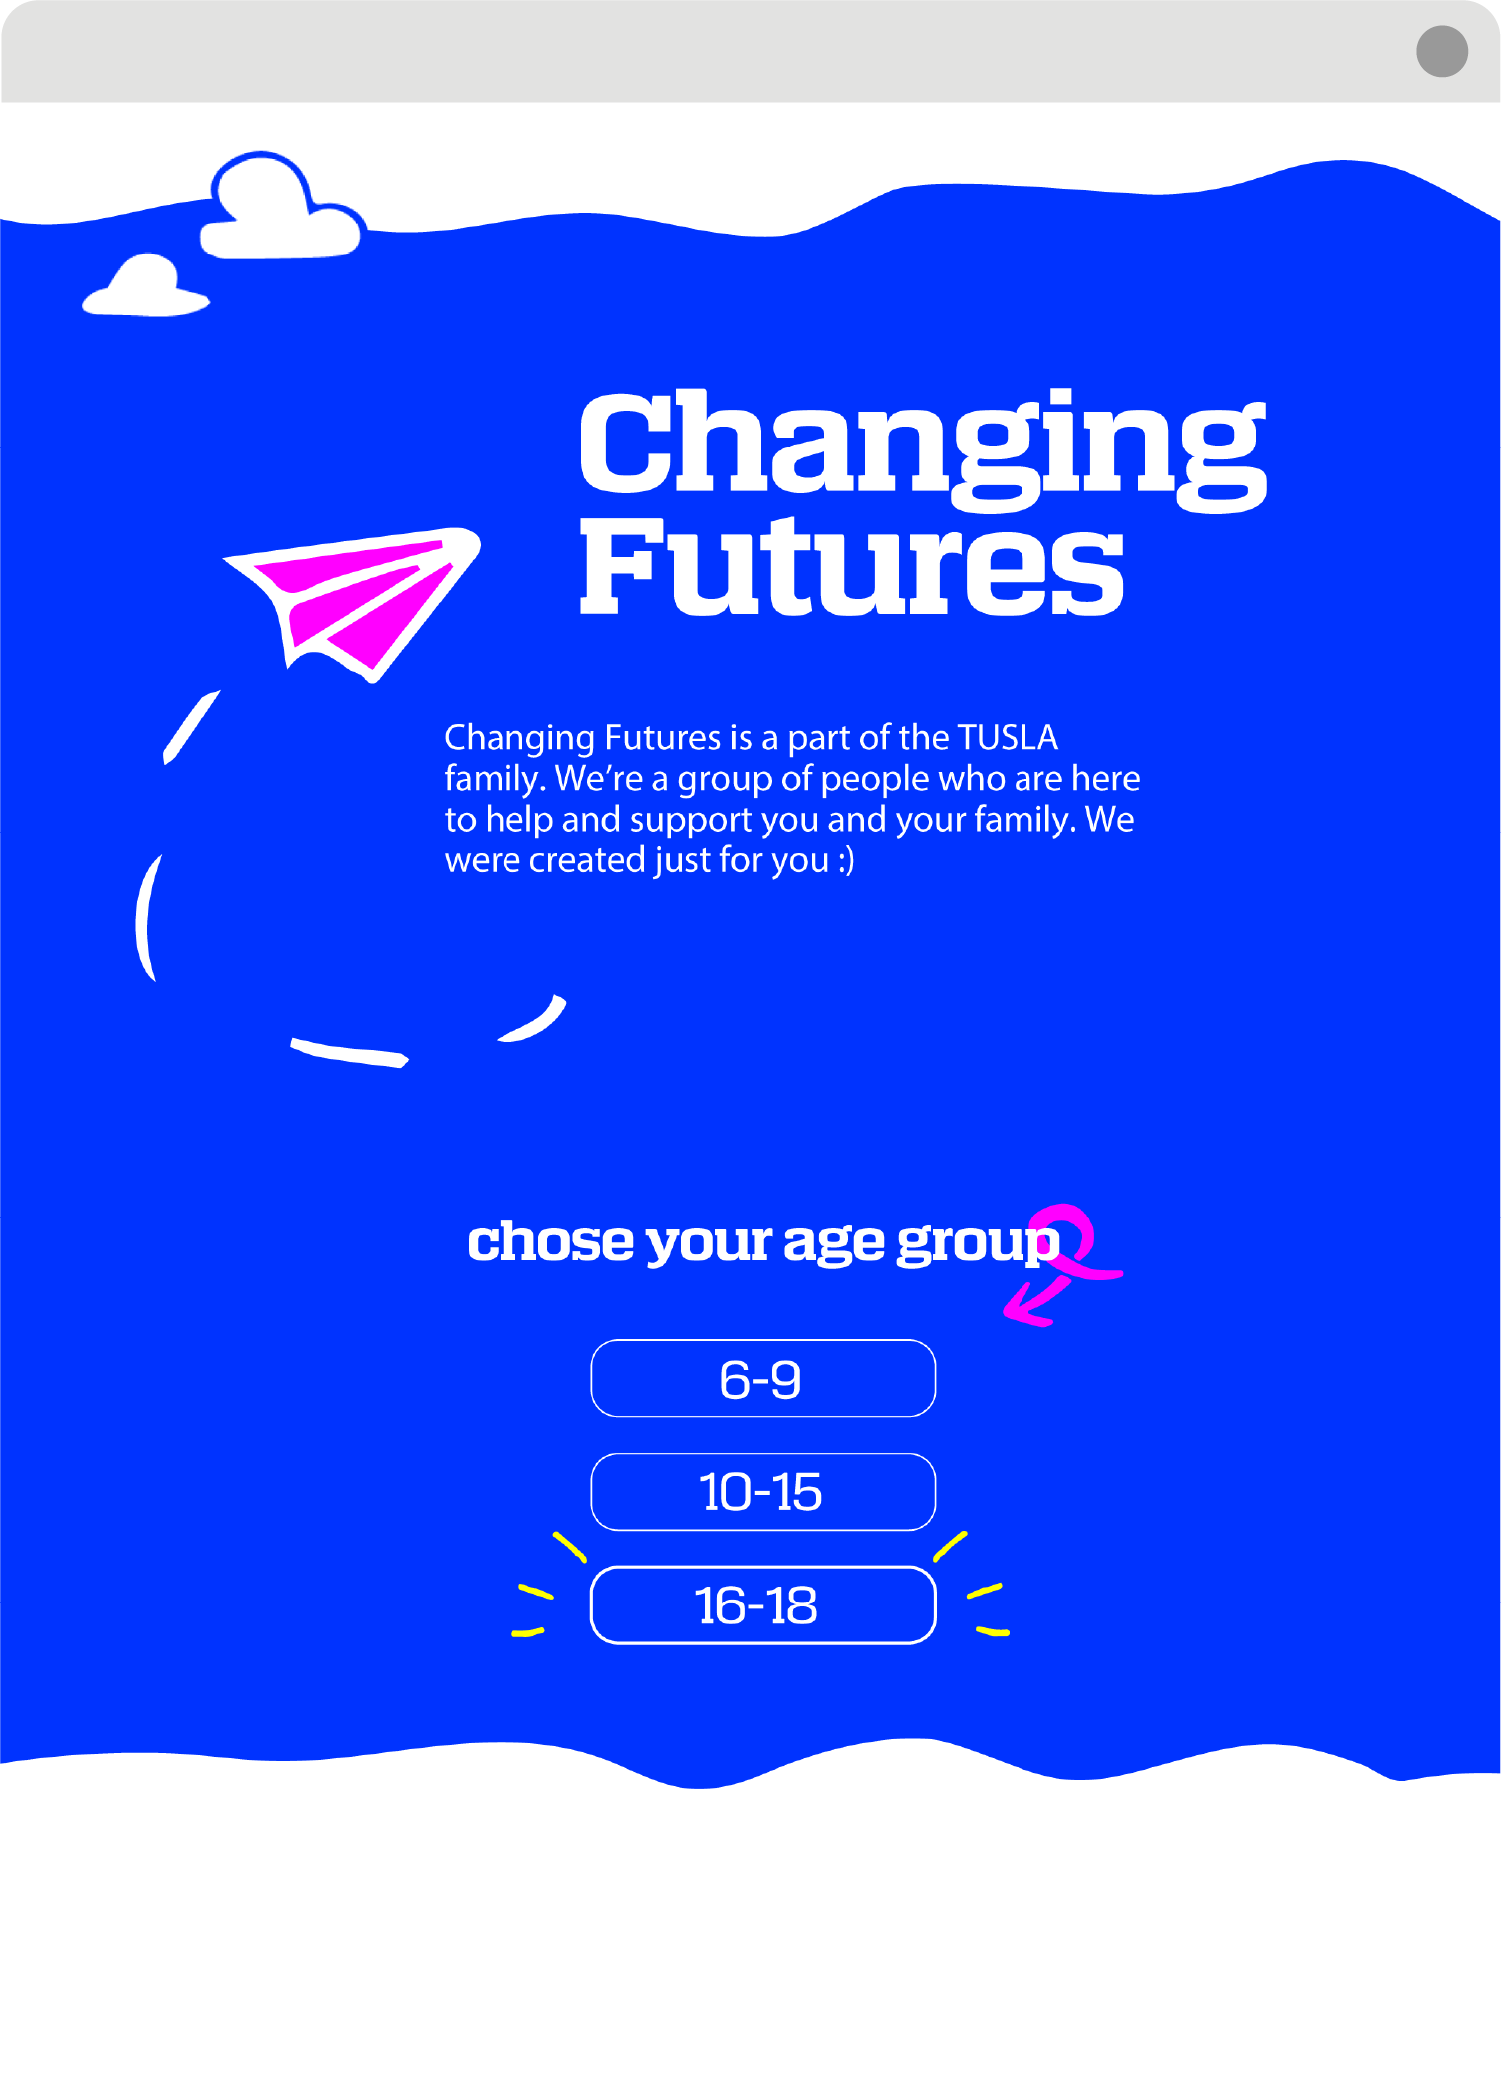 Changing
Futures
Changing Futures is a part of the TUSLA
family. We’re a group of people who are here
to help and support you and your family. We
were created just for you :)
chose your age group
6-9
10-15
16-18